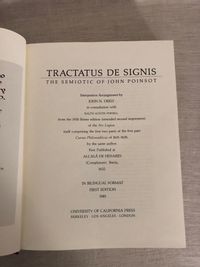 TRACTATUS DE SIGNIS
THE SEMIOTIC OF JOHN POINSOT
Interpretive Arrangement by
JOHN N. DEELY
in consultation with
RALPH AUSTIN POWELL
from the 1930 Reiser edition (emended second impression)
of the Ars Logica
itself comprising the first two parts of the five part
Cursus Philosophicus of 1631-1635,
by the same author
First Published at
ALCALÁ DE HENARES
(Complutum), Iberia,
1632
IN BILINGUAL FORMAT
FIRST EDITION
1985
UNIVERSITY OF CALIFORNIA PRESS
BERKELEY LOS ANGELES LONDON